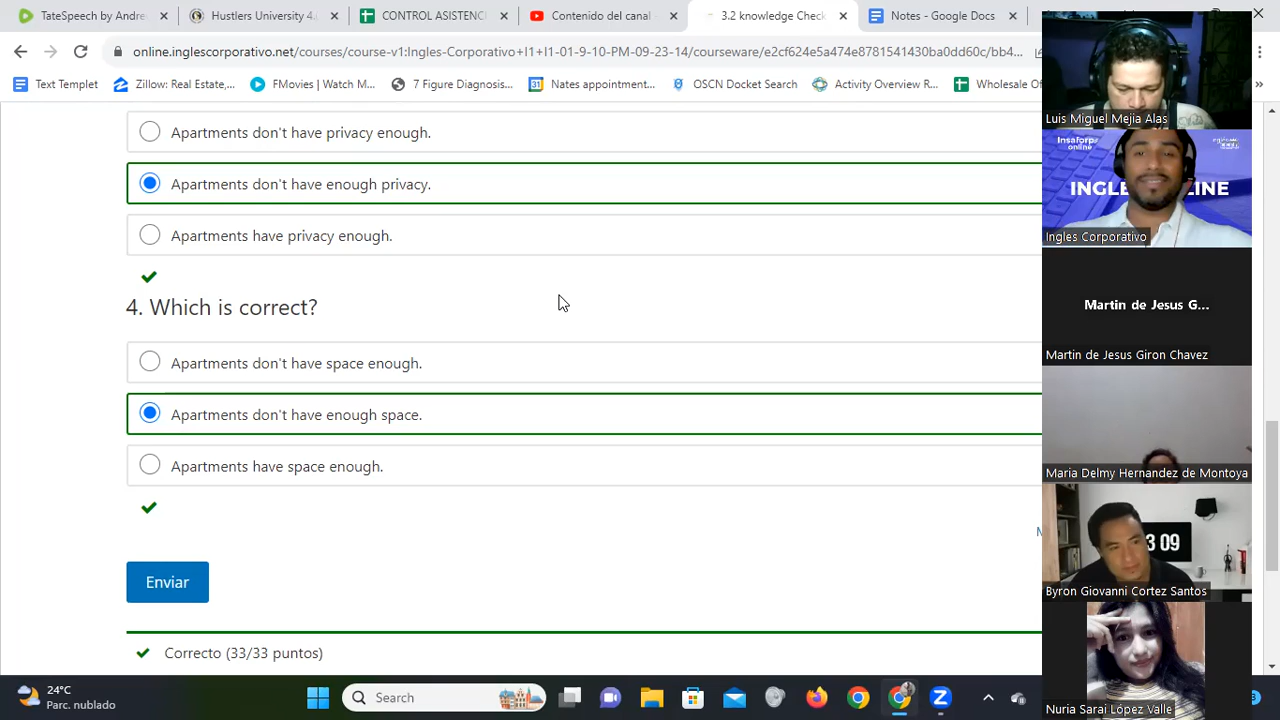 TateSpeech by Ta
Hustlers University 4.
INTROL ASISTENC
Contenido del canal
3.2 knowledge Check
Notes - Google Docs
online.inglescorporativo.net/courses/course-v1:Ingles-Corporativo+I1+I1-01-9-10-PM-09-23-14/courseware/e2cf624e5a474e8781541430ba0dd60c/bb4...
Text Templet
Zillow: Real Estate,...
FMovies | Watch M...
7 Figure Diagnosis...
dates appointment...
OSCN Docket Search
Activity Overview R...
Wholesale O
Apartments don't have privacy enough.
Apartments don't have enough privacy.
Apartments have privacy enough.
4. Which is correct?
Apartments don't have space enough.
Apartments don't have enough space.
Apartments have space enough.
Enviar
Correcto (33/33 puntos)
24°C
Parc. nublado
Search
Luis Miguel Mejia Alas
Insaforp
online
Ingles Corporativo
Martin de Jesus G...
Martin de Jesus Giron Chavez
Maria Delmy Hernandez de Montoya
3 09
Byron Giovanni Cortez Santos
Nuria Sarai López Valle